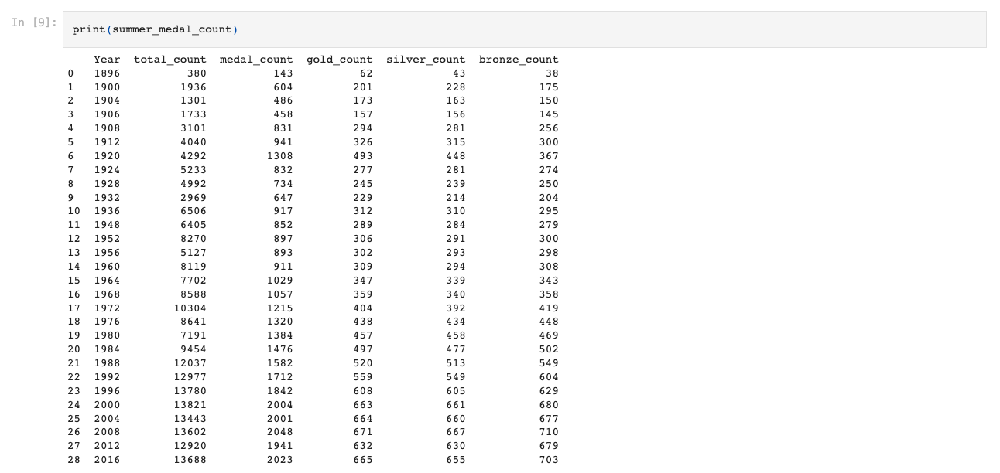 In [9]: print(summer_medal_count)
Year total_count medal_count gold_count silver_count bronze_count
0 1896 380 143 62 43 38
1 1900 1936 604 201 228 175
2 1904 1301 486 173 163 150
3 1906 1733 458 157 156 145
4 1908 3101 831 294 281 256
5 1912 4040 941 326 315 300
6 1920 4292 1308 493 448 367
7 1924 5233 832 277 281 274
8 1928 4992 734 245 239 250
9 1932 2969 647 229 214 204
10 1936 6506 917 312 310 295
11 1948 6405 852 289 284 279
12 1952 8270 897 306 291 300
13 1956 5127 893 302 293 298
14 1960 8119 911 309 294 308
15 1964 7702 1029 347 339 343
16 1968 8588 1057 359 340 358
17 1972 10304 1215 404 392 419
18 1976 8641 1320 438 434 448
19 1980 7191 1384 457 458 469
20 1984 9454 1476 497 477 502
21 1988 12037 1582 520 513 549
22 1992 12977 1712 559 549 604
23 1996 13780 1842 608 605 629
24 2000 13821 2004 663 661 680
25 2004 13443 2001 664 660 677
26 2008 13602 2048 671 667 710
27 2012 12920 1941 632 630 679
28 2016 13688 2023 665 655 703